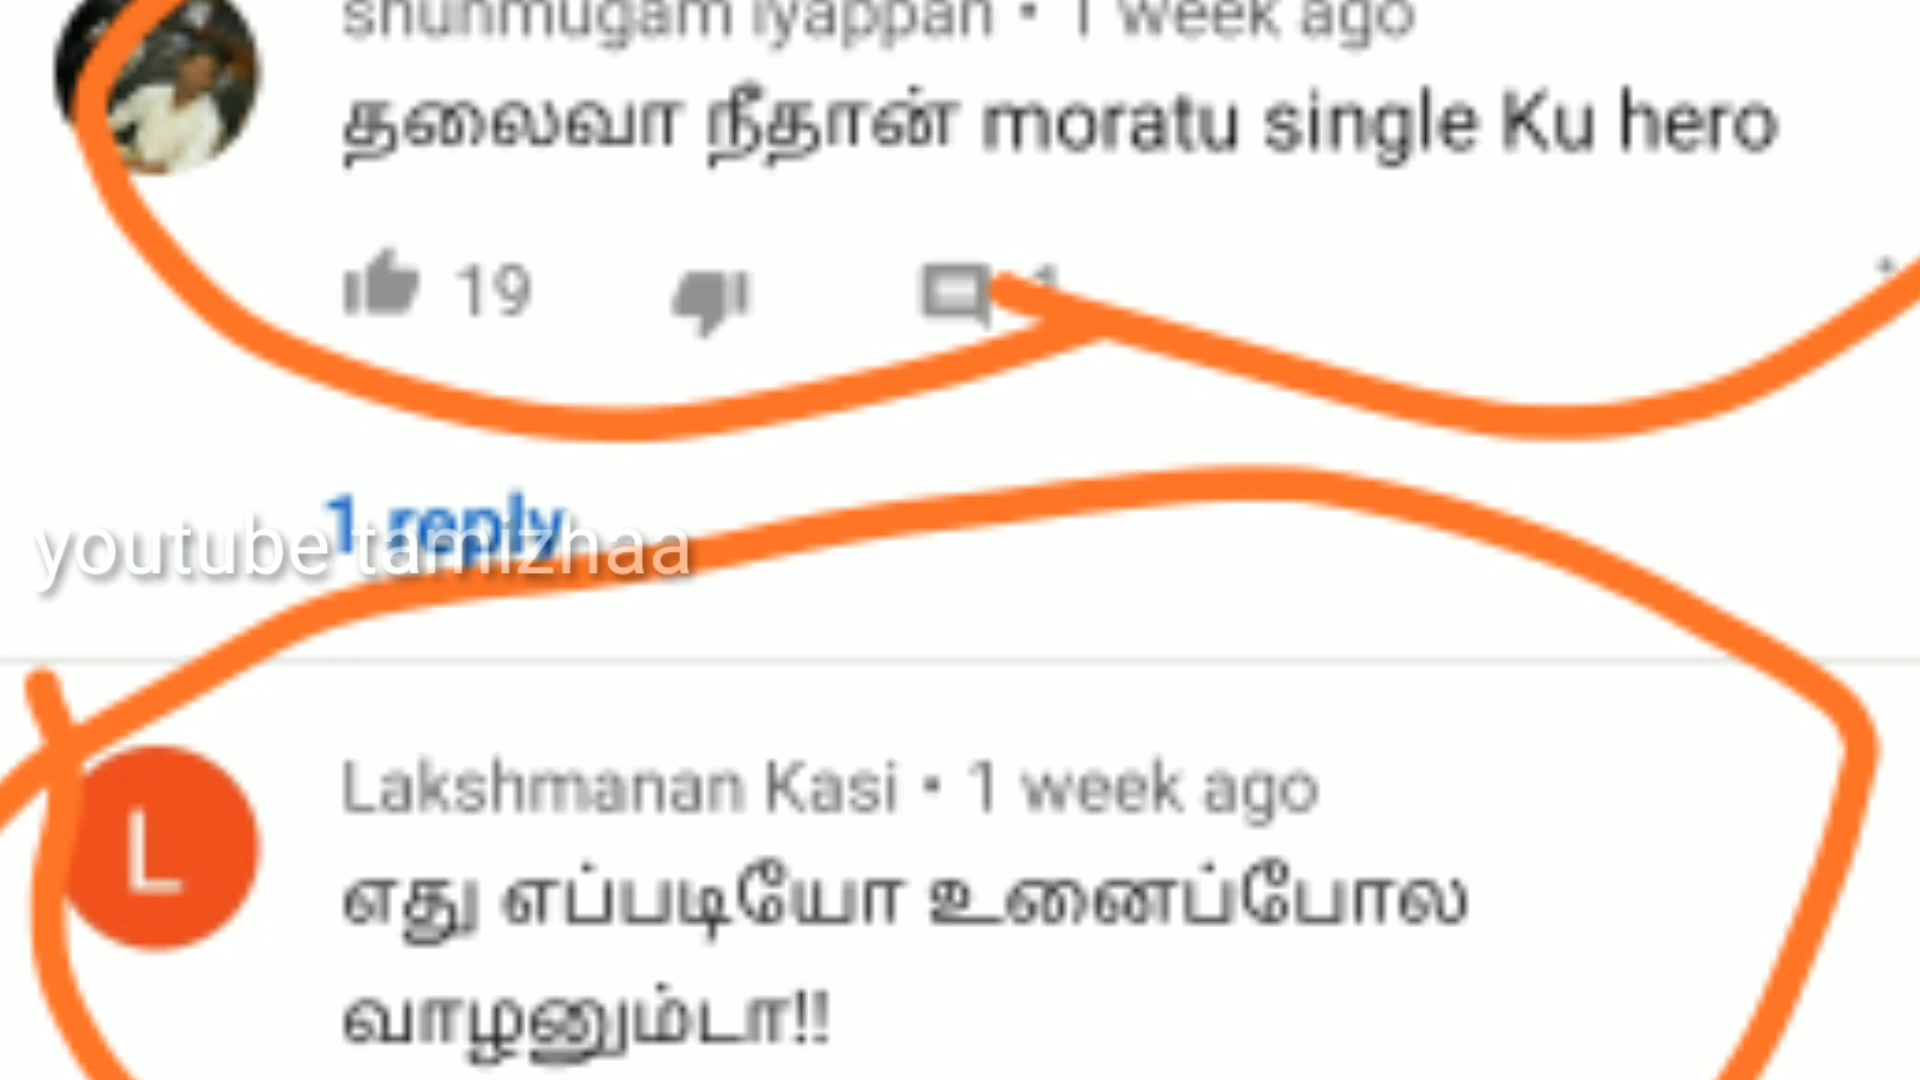 shunmugam iyappan • 1 week ago
தலைவா நீதான் moratu single Ku hero
19
1
1 reply
youtube tamizhaa
L
Lakshmanan Kasi • 1 week ago
எது எப்படியோ உனைப்போல
வாழனும்டா!!